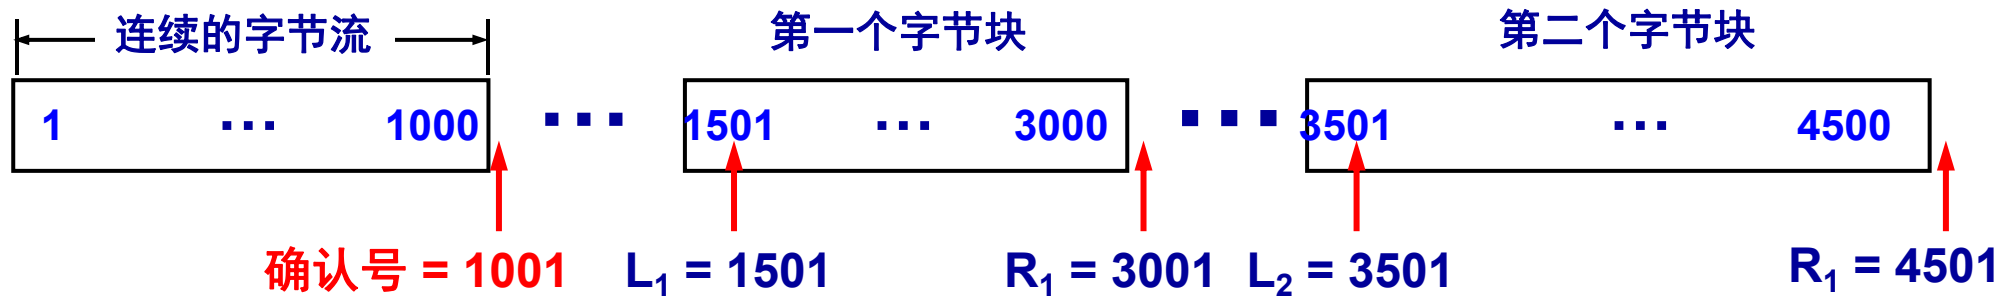 连续的字节流 第一个字节块 第二个字节块
1 ... 1000 ... 1501 ... 3000 ... 3501 ... 4500
确认号 = 1001 L1 = 1501 R1 = 3001 L2 = 3501 R1 = 4501